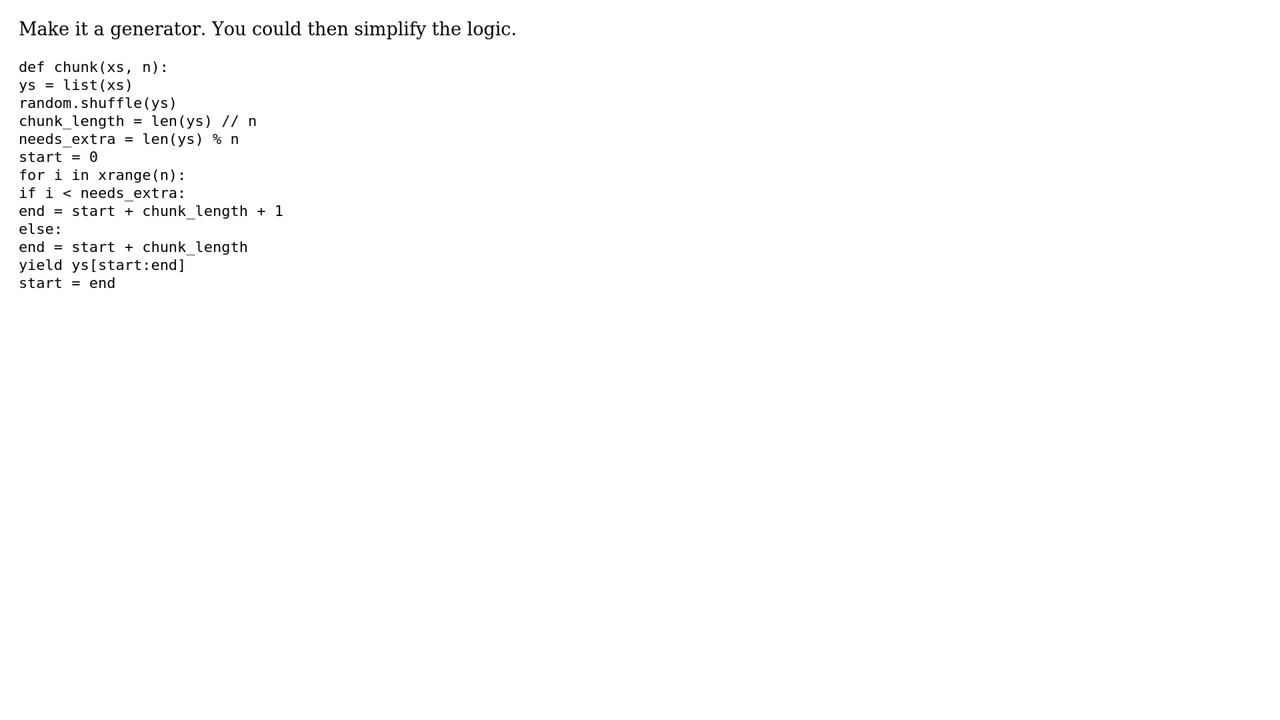 Make it a generator. You could then simplify the logic.
def chunk(xs, n):
ys = list(xs)
random.shuffle(ys)
chunk_length = len(ys) // n
needs_extra = len(ys) % n
start = 0
for i in xrange(n):
if i < needs_extra:
end = start + chunk_length + 1
else:
end = start + chunk_length
yield ys[start:end]
start = end